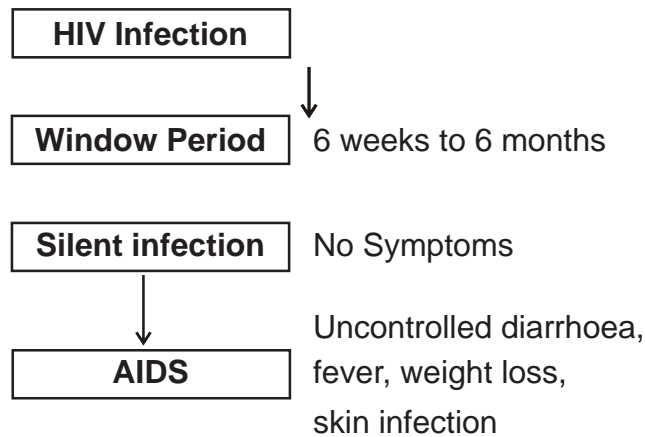 HIV Infection
Window Period 6 weeks to 6 months
Silent infection No Symptoms
Uncontrolled diarrhoea,
AIDS fever, weight loss,
skin infection